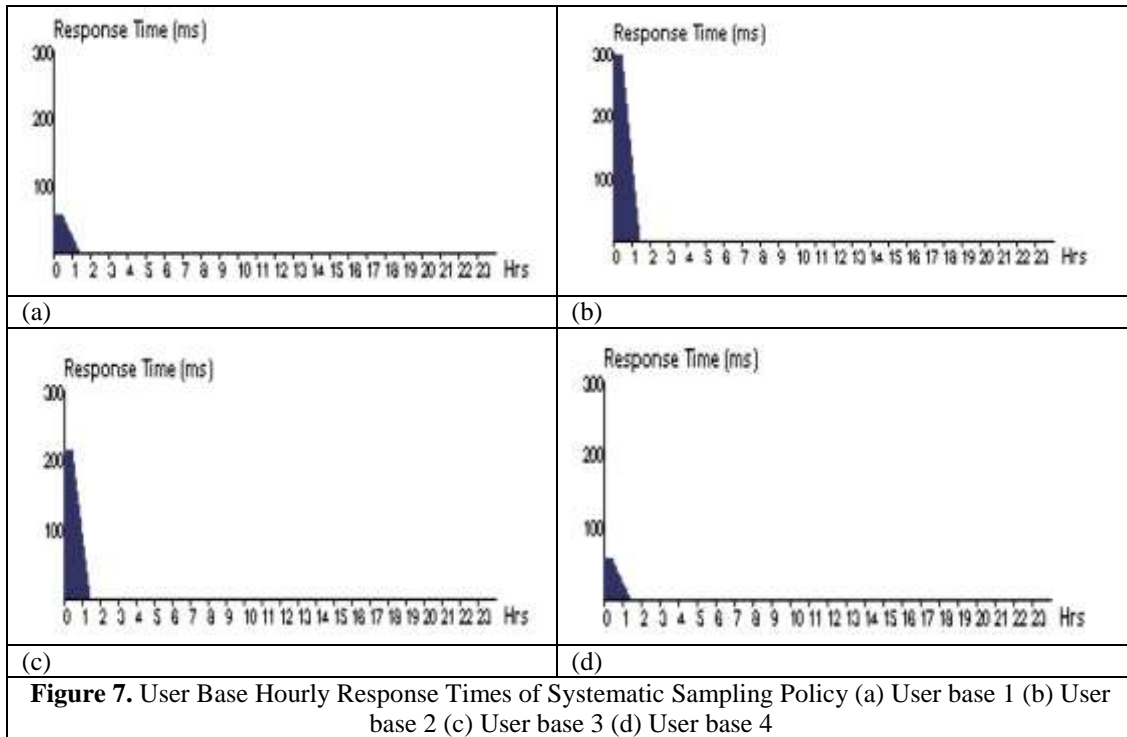 Response Time (ms)
300
200
100
0 1 2 3 4 5 6 7 8 9 10 11 12 13 14 15 16 17 18 19 20 21 22 23 Hrs
(a)
Response Time (ms)
300
200
100
0 1 2 3 4 5 6 7 8 9 10 11 12 13 14 15 16 17 18 19 20 21 22 23 Hrs
(b)
Response Time (ms)
300
200
100
0 1 2 3 4 5 6 7 8 9 10 11 12 13 14 15 16 17 18 19 20 21 22 23 Hrs
(c)
Response Time (ms)
300
200
100
0 1 2 3 4 5 6 7 8 9 10 11 12 13 14 15 16 17 18 19 20 21 22 23 Hrs
(d)
Figure 7. User Base Hourly Response Times of Systematic Sampling Policy (a) User base 1 (b) User
base 2 (c) User base 3 (d) User base 4